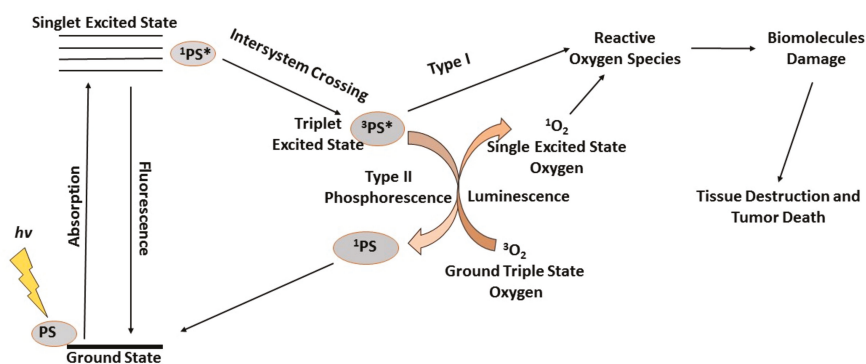 Singlet Excited State
¹PS*
Intersystem Crossing
Type I
Reactive
Oxygen Species
Biomolecules
Damage
Triplet
Excited State
³PS*
¹O₂
Single Excited State
Oxygen
Absorption
Fluorescence
Type II
Phosphorescence
Luminescence
Tissue Destruction and
Tumor Death
hv
¹PS
³O₂
Ground Triple State
Oxygen
PS
Ground State